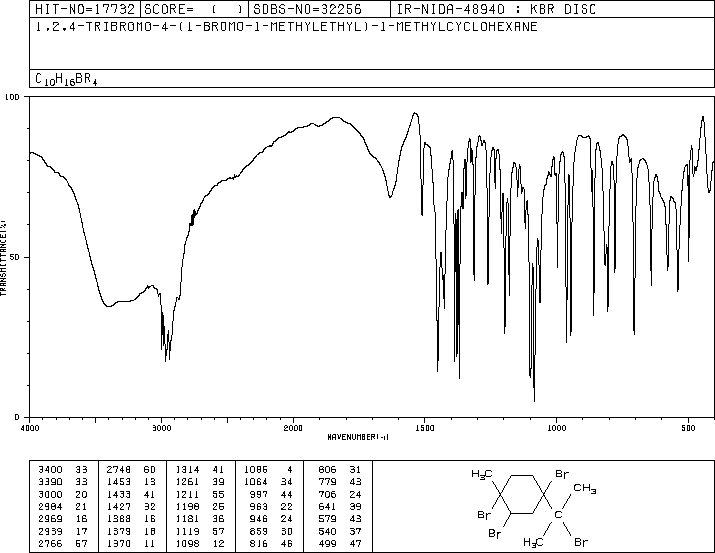 HIT-NO=17732 SCORE= ( ) SDBS-NO=32256 IR-NIDA-48940 : KBR DISC
1,2,4-TRIBROMO-4-(1-BROMO-1-METHYLETHYL)-1-METHYLCYCLOHEXANE
C10H16BR4
100
50
0
TRANSMITTANCE(%)
4000 3000 2000 1500 1000 500
WAVENUMBER(-1)
3400 33 2748 60 1314 41 1086 4 806 31
3390 33 1453 13 1261 39 1064 34 779 43
3000 20 1433 41 1211 55 997 44 706 24
2984 21 1427 32 1198 25 963 22 641 39
2969 16 1388 16 1181 36 946 24 579 43
2939 17 1379 18 1119 57 859 30 540 37
2766 57 1370 11 1098 12 816 46 499 47
H3C
Br
CH3
Br
C
Br
CH3
Br